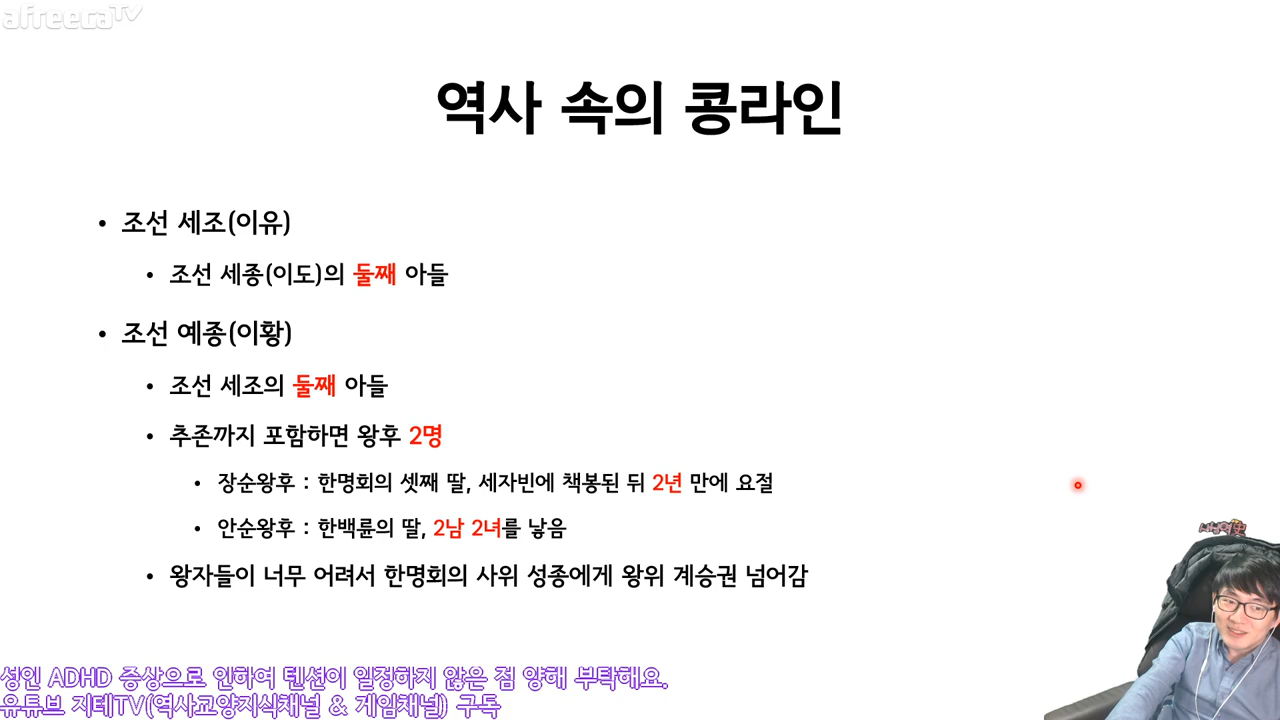 afreecaTV
역사 속의 콩라인
• 조선 세조(이유)
• 조선 세종(이도)의 둘째 아들
• 조선 예종(이황)
• 조선 세조의 둘째 아들
• 추존까지 포함하면 왕후 2명
• 장순왕후 : 한명회의 셋째 딸, 세자빈에 책봉된 뒤 2년 만에 요절
• 안순왕후 : 한백륜의 딸, 2남 2녀를 낳음
• 왕자들이 너무 어려서 한명회의 사위 성종에게 왕위 계승권 넘어감
성인 ADHD 증상으로 인하여 텐션이 일정하지 않은 점 양해 부탁해요.
유튜브 지테TV(역사교양지식채널 & 게임채널) 구독